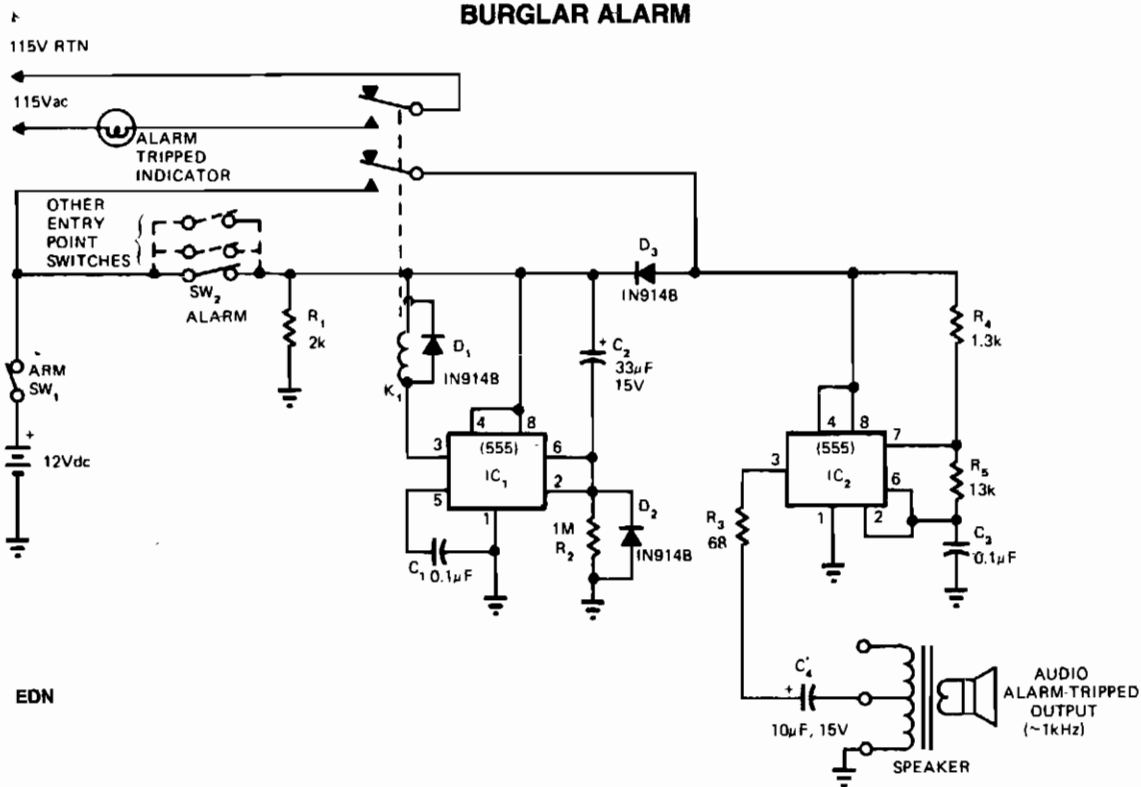 BURGLAR ALARM
115V RTN
115Vac
ALARM
TRIPPED
INDICATOR
OTHER
ENTRY
POINT
SWITCHES
SW2
ALARM
R1
2k
D3
IN914B
R4
1.3k
ARM
SW1
+
12Vdc
K1
D1
IN914B
+
C2
33µF
15V
4
8
3
(555)
6
IC1
5
2
1
C1
0.1µF
1M
R2
D2
IN914B
4
8
7
3
(555)
IC2
6
1
2
R5
13k
C3
0.1µF
R3
68
C4
+
10µF, 15V
SPEAKER
AUDIO
ALARM-TRIPPED
OUTPUT
(~1kHz)
EDN